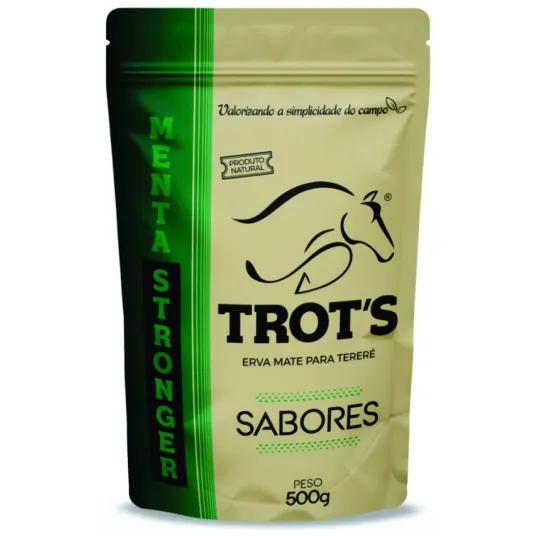 Valorizando a simplicidade do campo
PRODUTO
NATURAL
®
TROT'S
ERVA MATE PARA TERERÉ
SABORES
PESO
500g
MENTA STRONGER